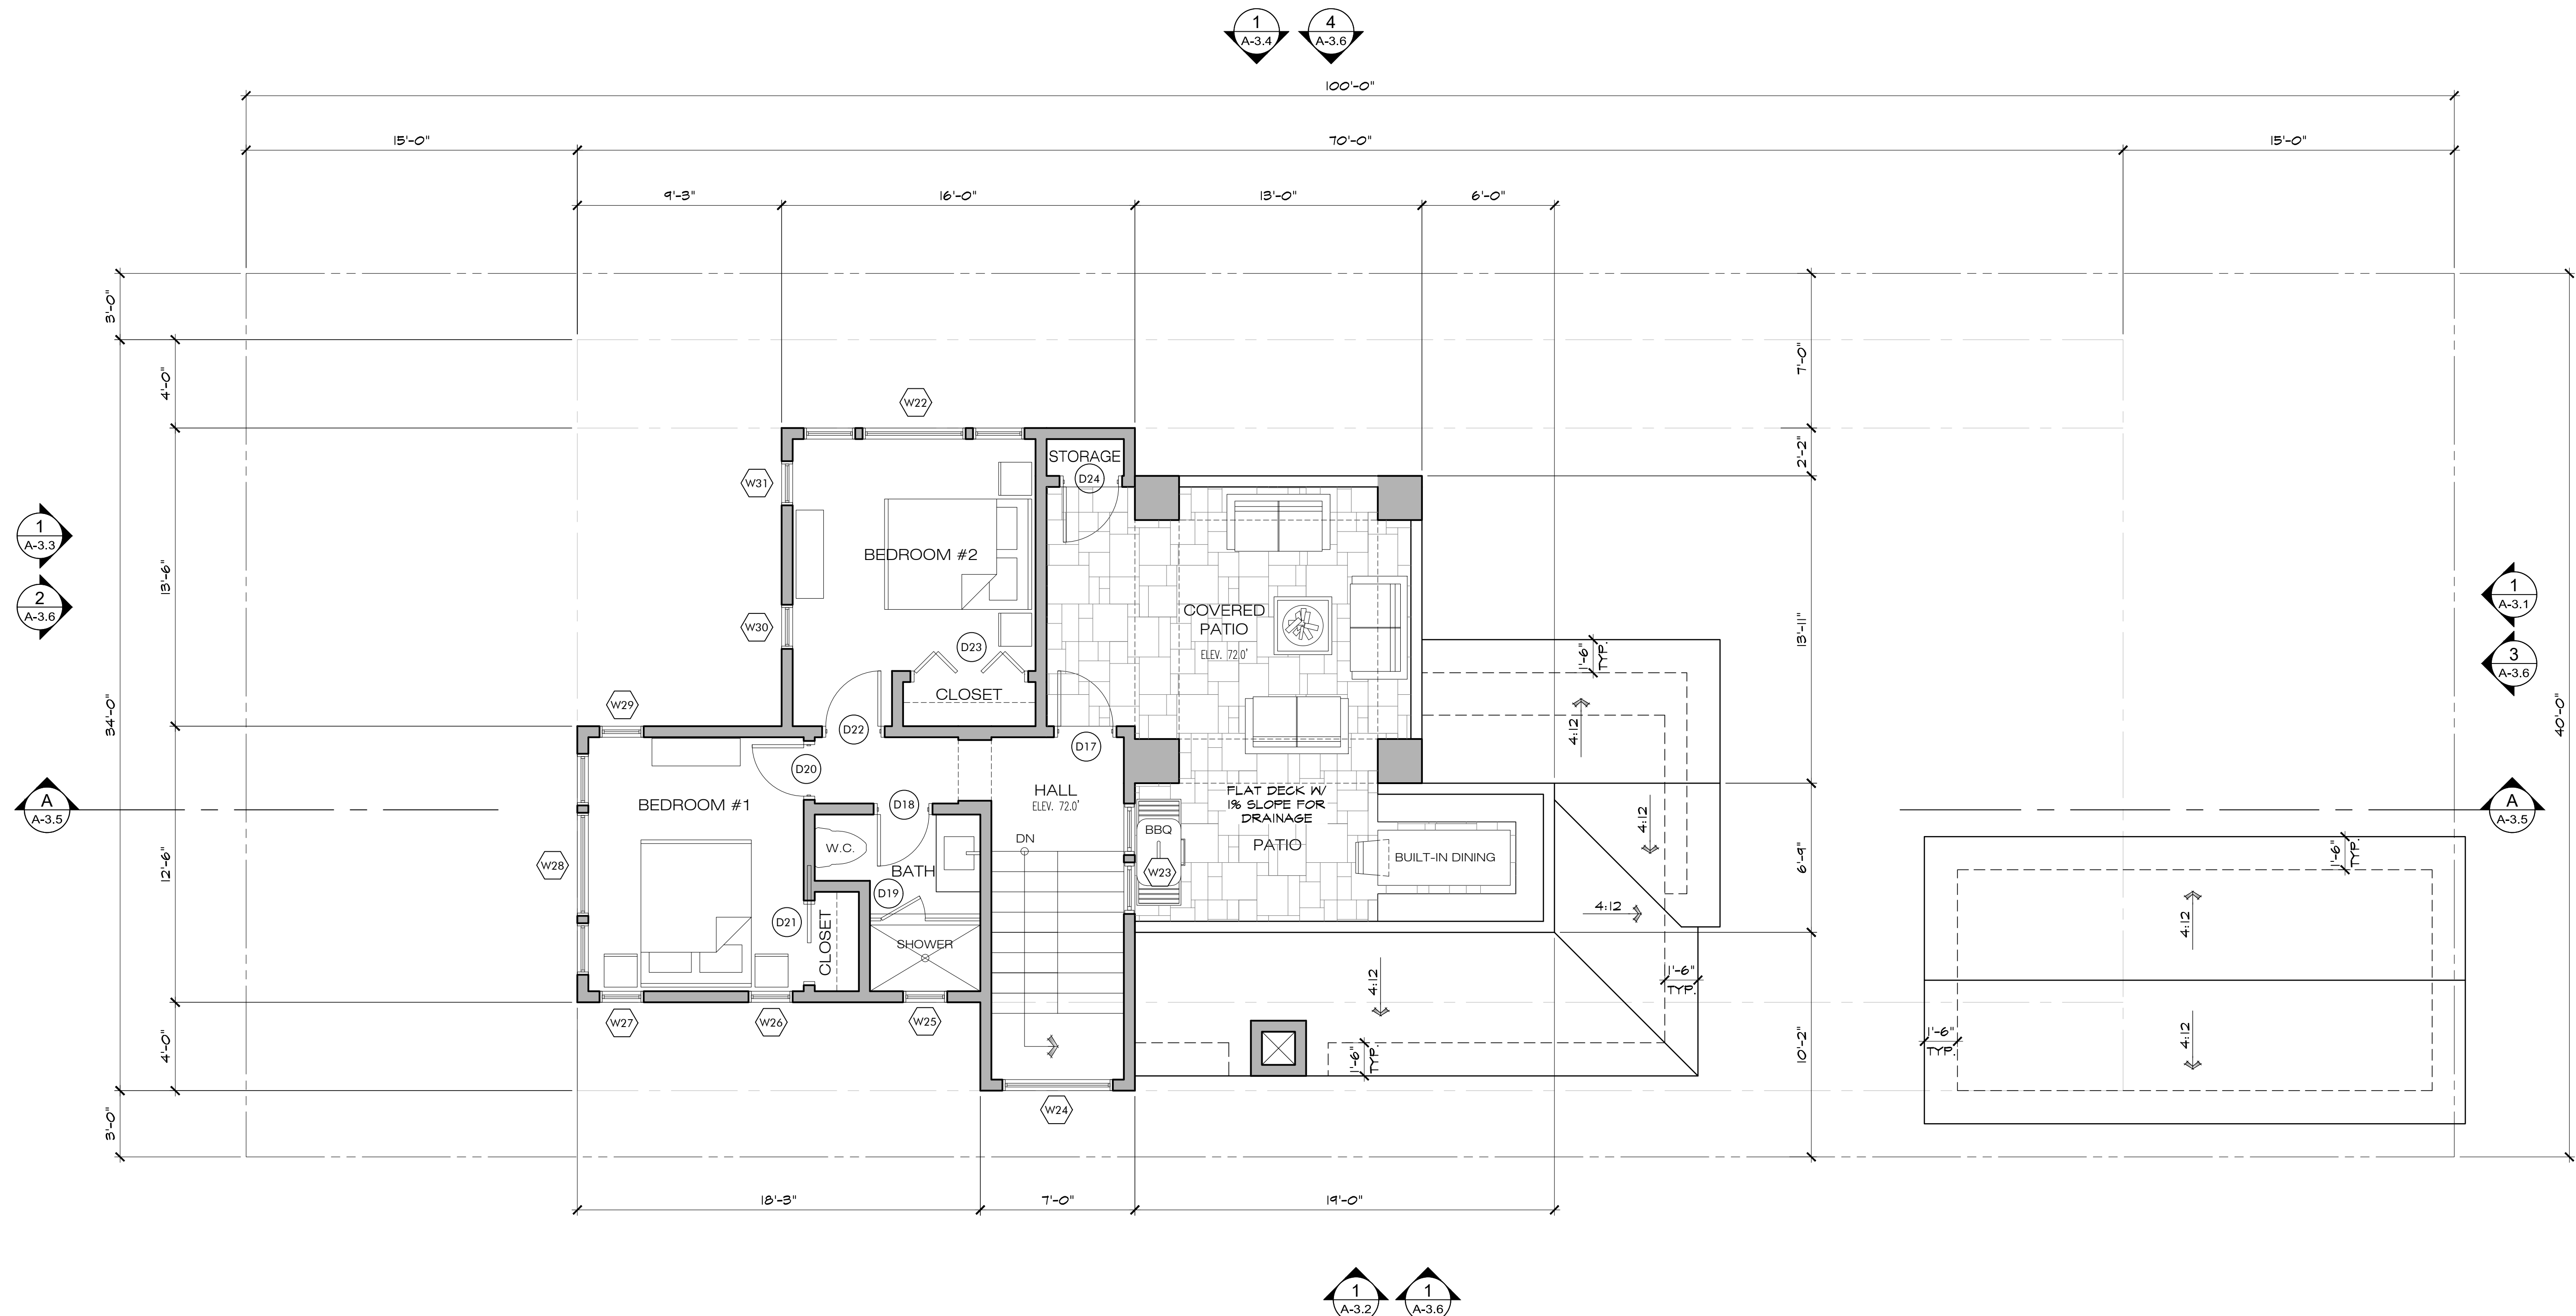 1
A-3.4
4
A-3.6
100'-0"
15'-0"
70'-0"
15'-0"
9'-3"
16'-0"
13'-0"
6'-0"
3'-0"
34'-0"
3'-0"
4'-0"
13'-6"
12'-6"
4'-0"
7'-0"
2'-2"
13'-11"
6'-9"
10'-2"
40'-0"
1
A-3.3
2
A-3.6
1
A-3.1
3
A-3.6
A
A-3.5
A
A-3.5
W22
STORAGE
D24
W31
BEDROOM #2
W30
D23
CLOSET
COVERED
PATIO
ELEV. 72.0'
W29
D22
D17
D20
BEDROOM #1
D18
HALL
ELEV. 72.0'
FLAT DECK W/
1% SLOPE FOR
DRAINAGE
PATIO
BBQ
W23
BUILT-IN DINING
DN
W.C.
BATH
D19
W28
D21
CLOSET
SHOWER
W27
W26
W25
W24
1'-6"
TYP.
4:12
4:12
4:12
4:12
1'-6"
TYP.
1'-6"
TYP.
1'-6"
TYP.
4:12
1'-6"
TYP.
4:12
18'-3"
7'-0"
19'-0"
1
A-3.2
1
A-3.6